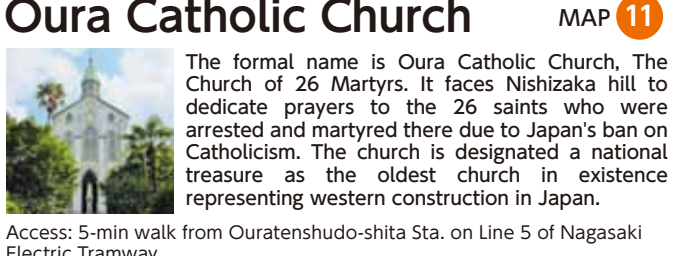 Oura Catholic Church MAP 11
The formal name is Oura Catholic Church, The
Church of 26 Martyrs. It faces Nishizaka hill to
dedicate prayers to the 26 saints who were
arrested and martyred there due to Japan's ban on
Catholicism. The church is designated a national
treasure as the oldest church in existence
representing western construction in Japan.
Access: 5-min walk from Ouratenshudo-shita Sta. on Line 5 of Nagasaki
Electric Tramway